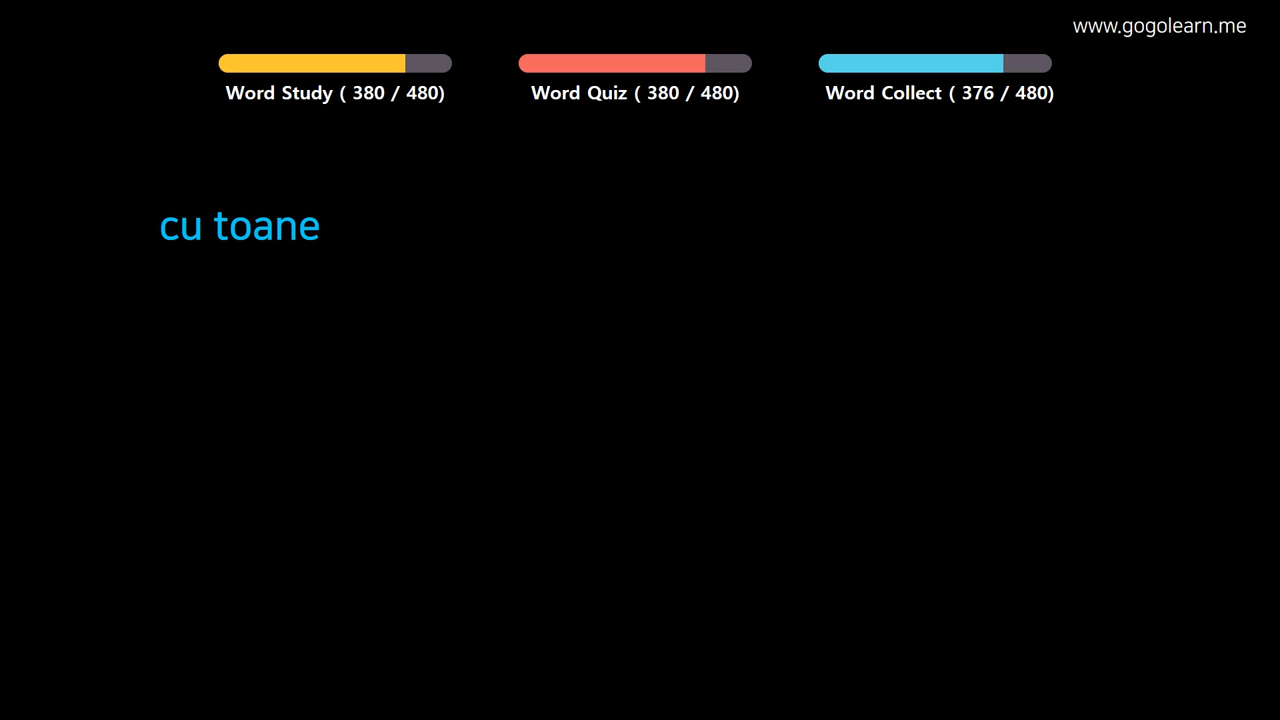 www.gogolearn.me
Word Study ( 380 / 480)
Word Quiz ( 380 / 480)
Word Collect ( 376 / 480)
cu toane